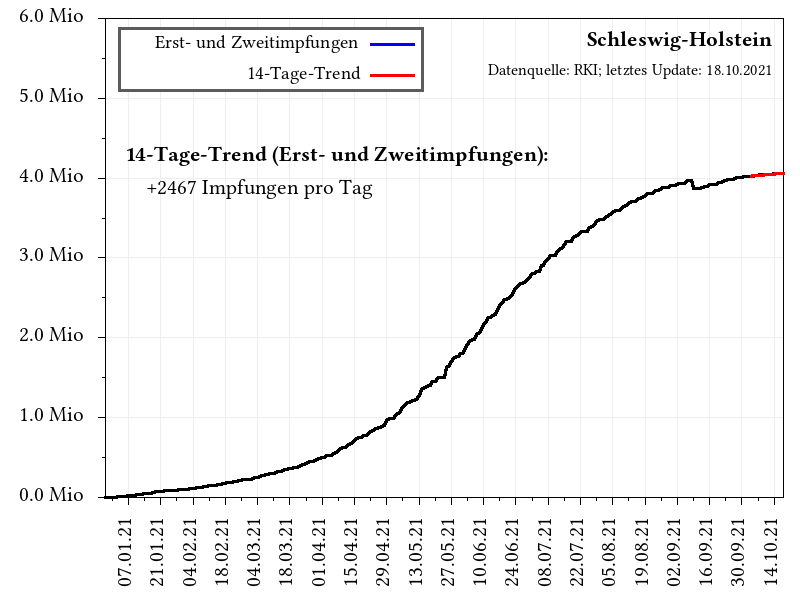 6.0 Mio
5.0 Mio
4.0 Mio
3.0 Mio
2.0 Mio
1.0 Mio
0.0 Mio
Erst- und Zweitimpfungen
14-Tage-Trend
Schleswig-Holstein
Datenquelle: RKI; letztes Update: 18.10.2021
14-Tage-Trend (Erst- und Zweitimpfungen):
+2467 Impfungen pro Tag
07.01.21
21.01.21
04.02.21
18.02.21
04.03.21
18.03.21
01.04.21
15.04.21
29.04.21
13.05.21
27.05.21
10.06.21
24.06.21
08.07.21
22.07.21
05.08.21
19.08.21
02.09.21
16.09.21
30.09.21
14.10.21